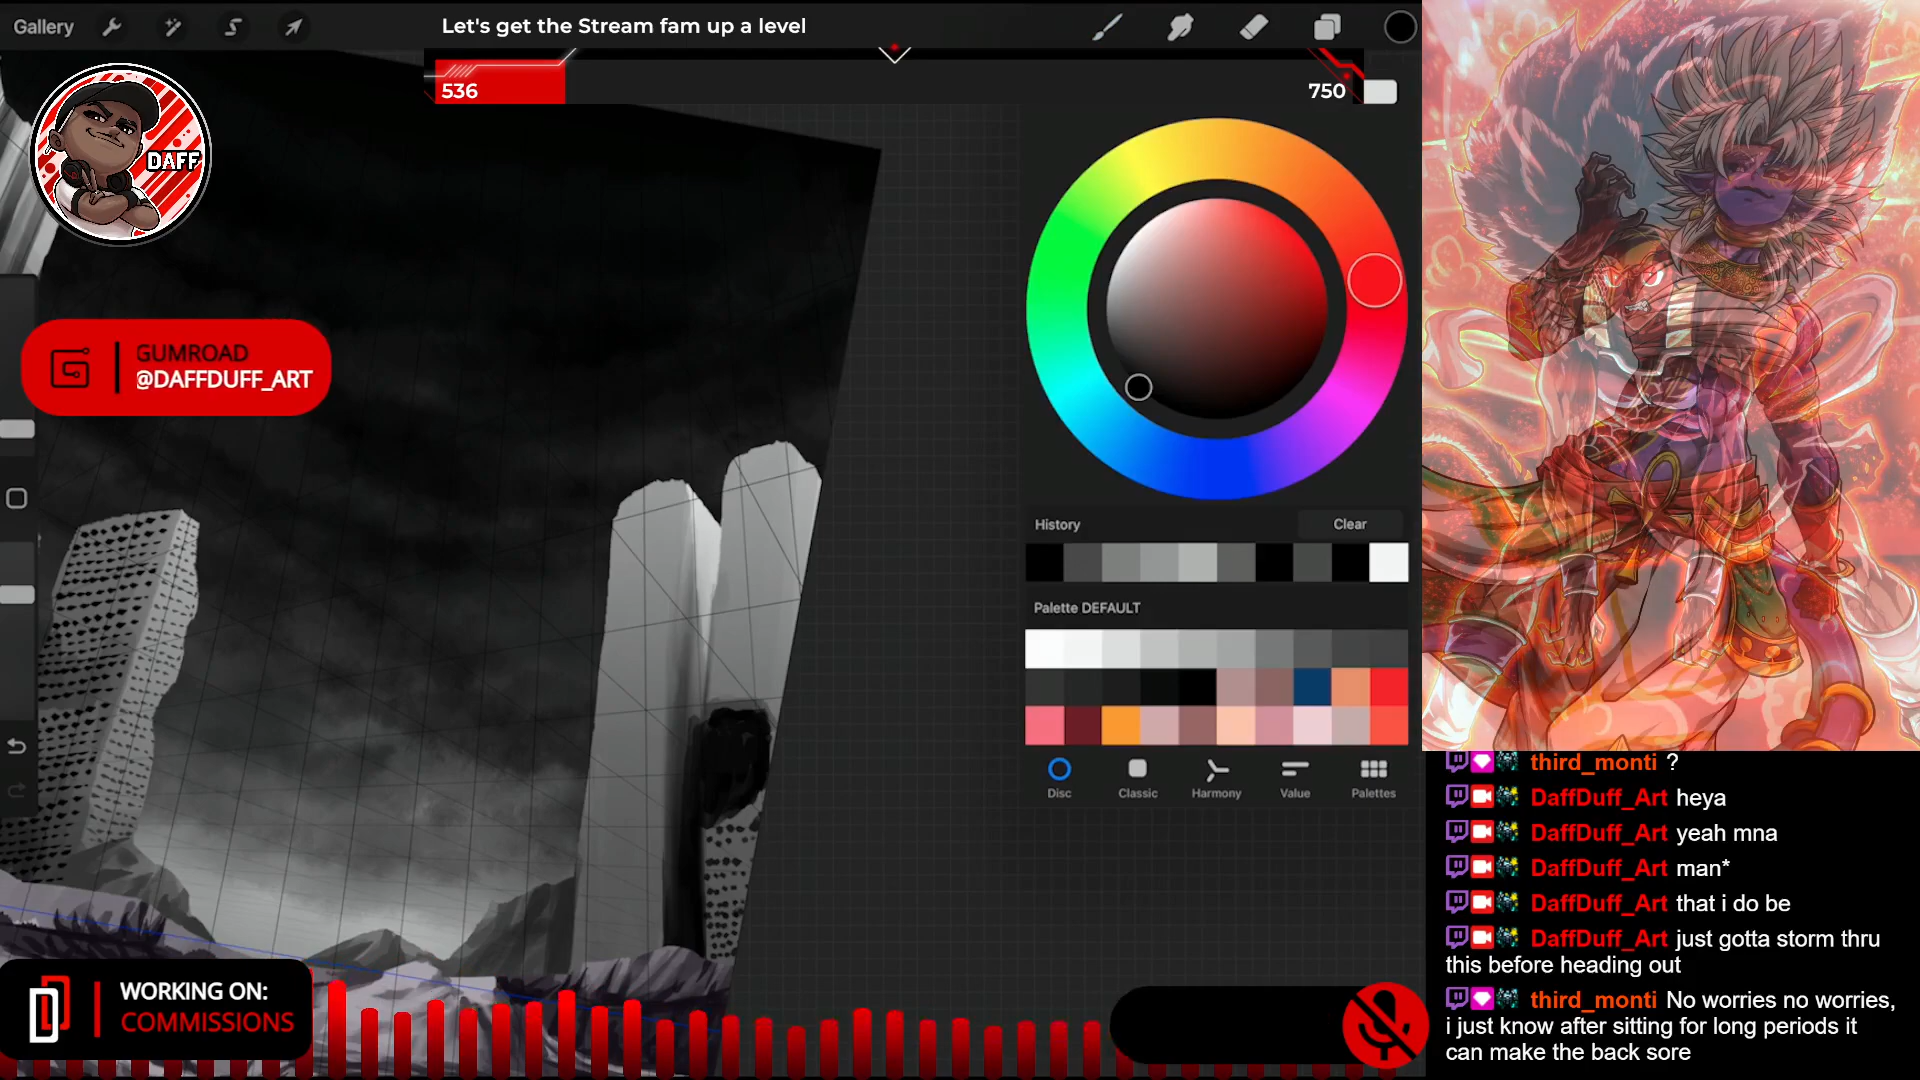 Gallery
Let's get the Stream fam up a level
536
750
DAFF
GUMROAD
@DAFFDUFF_ART
History
Clear
Palette DEFAULT
Disc
Classic
Harmony
Value
Palettes
WORKING ON:
COMMISSIONS
third_monti ?
DaffDuff_Art heya
DaffDuff_Art yeah mna
DaffDuff_Art man*
DaffDuff_Art that i do be
DaffDuff_Art just gotta storm thru
this before heading out
third_monti No worries no worries,
i just know after sitting for long periods it
can make the back sore